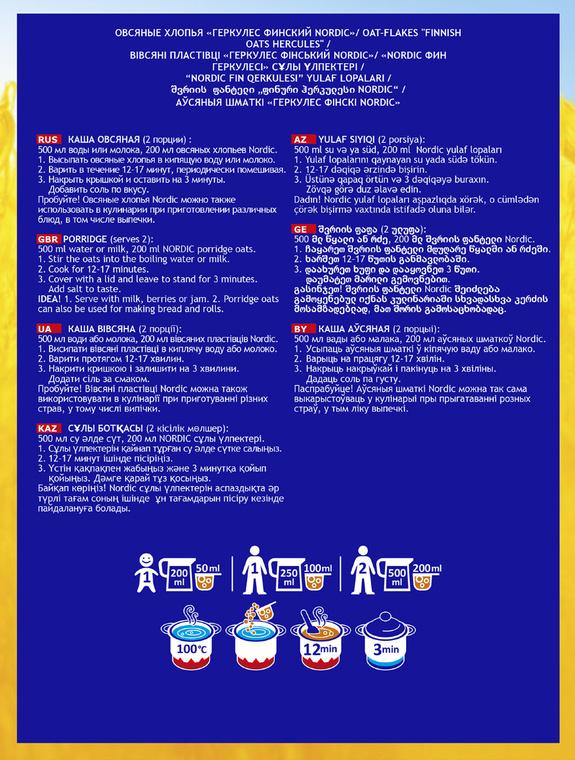 ОВСЯНЫЕ ХЛОПЬЯ «ГЕРКУЛЕС ФИНСКИЙ NORDIC»/ OAT-FLAKES "FINNISH
OATS HERCULES" /
ВІВСЯНІ ПЛАСТІВЦІ «ГЕРКУЛЕС ФІНСЬКИЙ NORDIC»/ «NORDIC ФИН
ГЕРКУЛЕСІ» СҰЛЫ ҮЛПЕКТЕРІ /
“NORDIC FIN QERKULESI” YULAF LOPALARI /
შვრიის ფანტელი „ფინური ჰერკულესი NORDIC“ /
АЎСЯНЫЯ ШМАТКІ «ГЕРКУЛЕС ФІНСКІ NORDIC»
RUS КАША ОВСЯНАЯ (2 порции) :
500 мл воды или молока, 200 мл овсяных хлопьев Nordic.
1. Высыпать овсяные хлопья в кипящую воду или молоко.
2. Варить в течение 12-17 минут, периодически помешивая.
3. Накрыть крышкой и оставить на 3 минуты.
Добавить соль по вкусу.
Пробуйте! Овсяные хлопья Nordic можно также
использовать в кулинарии при приготовлении различных
блюд, в том числе выпечки.
GBR PORRIDGE (serves 2):
500 ml water or milk, 200 ml NORDIC porridge oats.
1. Stir the oats into the boiling water or milk.
2. Cook for 12-17 minutes.
3. Cover with a lid and leave to stand for 3 minutes.
Add salt to taste.
IDEA! 1. Serve with milk, berries or jam. 2. Porridge oats
can also be used for making bread and rolls.
UA КАША ВІВСЯНА (2 порції):
500 мл води або молока, 200 мл вівсяних пластівців Nordic.
1. Висипати вівсяні пластівці в киплячу воду або молоко.
2. Варити протягом 12-17 хвилин.
3. Накрити кришкою і залишити на 3 хвилини.
Додати сіль за смаком.
Пробуйте! Вівсяні пластівці Nordic можна також
використовувати в кулінарії при приготуванні різних
страв, у тому числі випічки.
KAZ СҰЛЫ БОТҚАСЫ (2 кісілік мөлшер):
500 мл су әлде сүт, 200 мл NORDIC сұлы үлпектері.
1. Сұлы үлпектерін қайнап тұрған су әлде сүтке салыңыз.
2. 12-17 минут ішінде пісіріңіз.
3. Үстін қақпақпен жабыңыз және 3 минутқа қойып
қойыңыз. Дәмге қарай тұз қосыңыз.
Байқап көріңіз! Nordic сұлы үлпектерін аспаздықта әр
түрлі тағам соның ішінде ұн тағамдарын пісіру кезінде
пайдалануға болады.
AZ YULAF SIYIQI (2 porsiya):
500 ml su və ya süd, 200 ml Nordic yulaf lopaları
1. Yulaf lopalarını qaynayan su yada südə tökün.
2. 12-17 dəqiqə ərzində bişirin.
3. Üstünə qapaq örtün və 3 dəqiqəyə buraxın.
Zövqə görə duz əlavə edin.
Dadın! Nordic yulaf lopaları aşpazlıqda xörək, o cümlədən
çörək bişirmə vaxtında istifadə oluna bilər.
GE შვრიის ფაფა (2 ულუფა):
500 მლ წყალი ან რძე, 200 მლ შვრიის ფანტელი Nordic.
1. ჩაყარეთ შვრიის ფანტელი მდუღარე წყალში ან რძეში.
2. ხარშეთ 12-17 წუთის განმავლობაში.
3. დაახურეთ ხუფი და დააყოვნეთ 3 წუთი.
დაუმატეთ მარილი გემოვნებით.
გასინჯეთ! შვრიის ფანტელი Nordic შეიძლება
გამოყენებულ იქნას კულინარიაში სხვადასხვა კერძის
მოსამზადებლად, მათ შორის გამოსაცხობადაც.
BY КАША АЎСЯНАЯ (2 порцыі):
500 мл вады або малака, 200 мл аўсяных шматкоў Nordic.
1. Усыпаць аўсяныя шматкі ў кіпячую ваду або малако.
2. Варыць на працягу 12-17 хвілін.
3. Накрыць накрыўкай і пакінуць на 3 хвіліны.
Дадаць соль па густу.
Паспрабуйце! Аўсяныя шматкі Nordic можна так сама
выкарыстоўваць у кулінарыі пры прыгатаванні розных
страў, у тым ліку выпечкі.
1 200 ml 50 ml 1 250 ml 100 ml 2 500 ml 200 ml
100°C 12min 3min